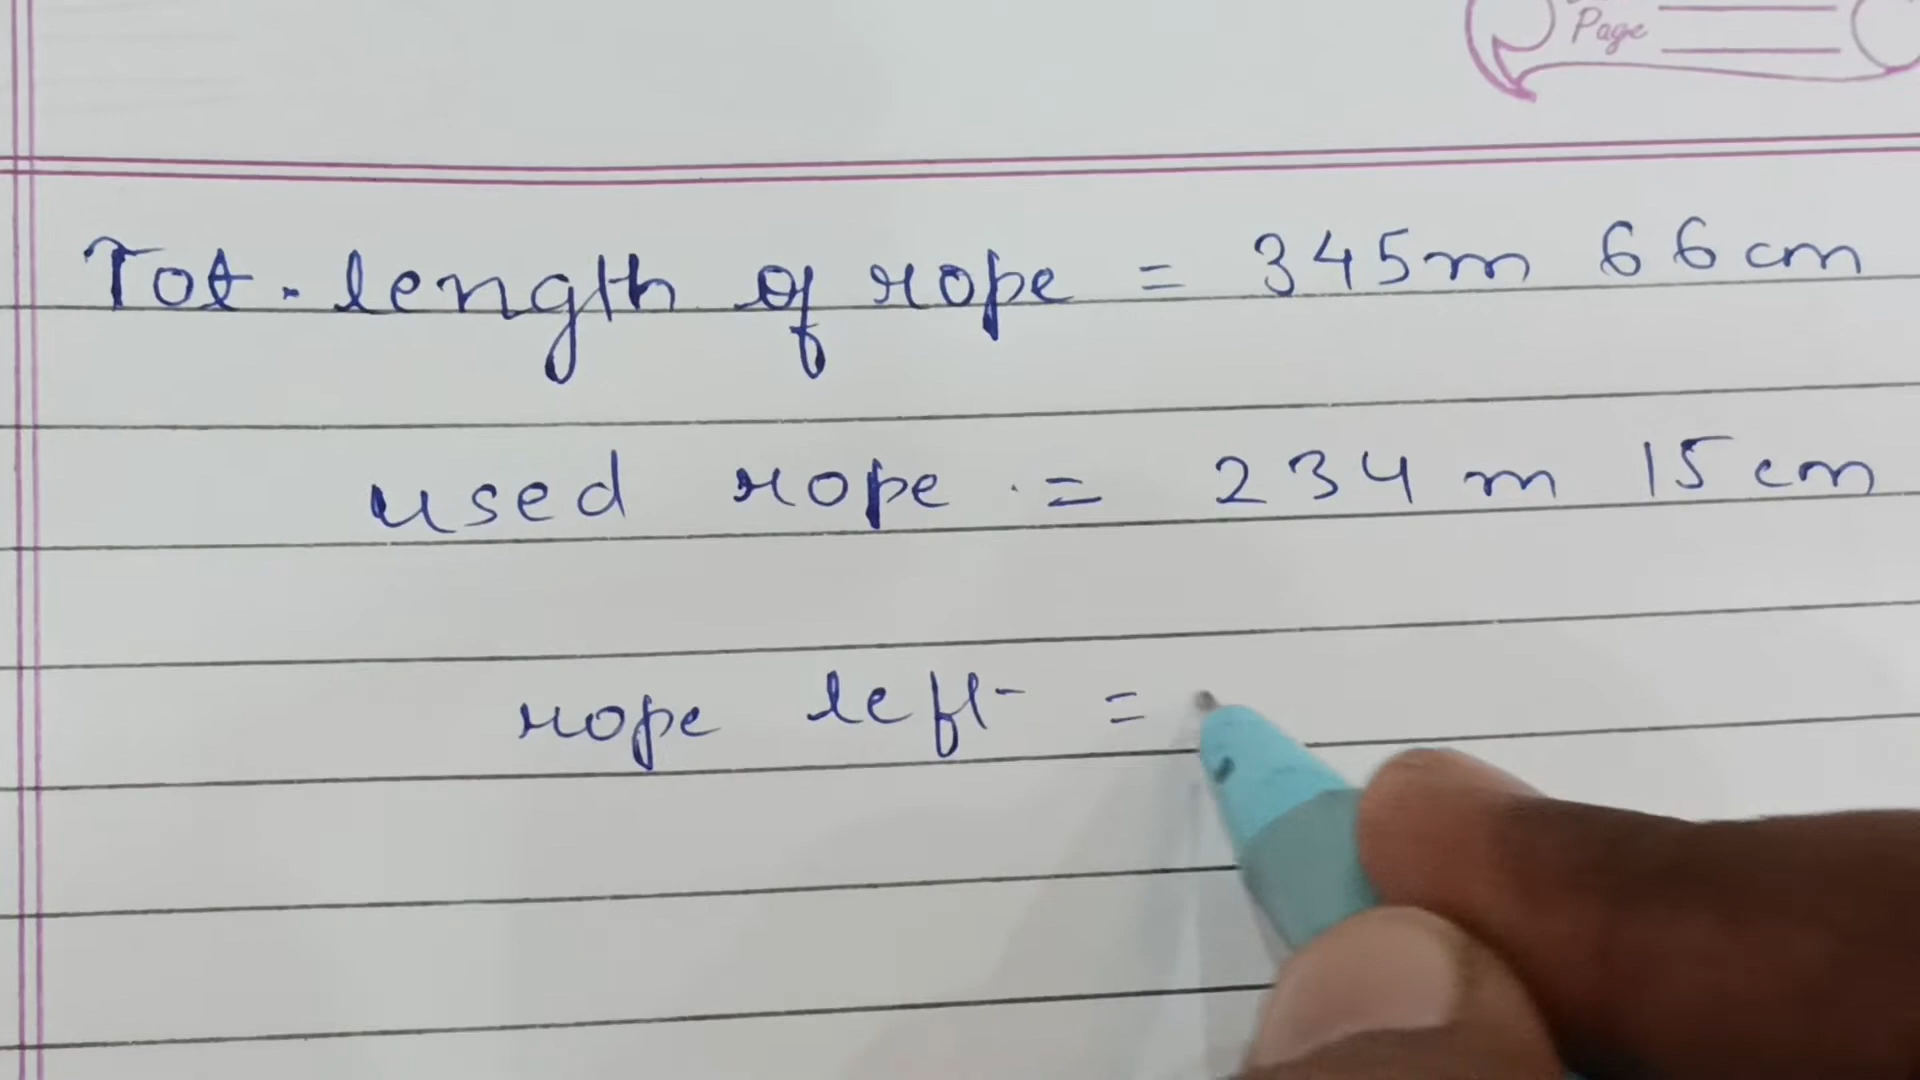 Page
Tot. length of rope = 345m 66cm
used rope .= 234 m 15cm
rope left =